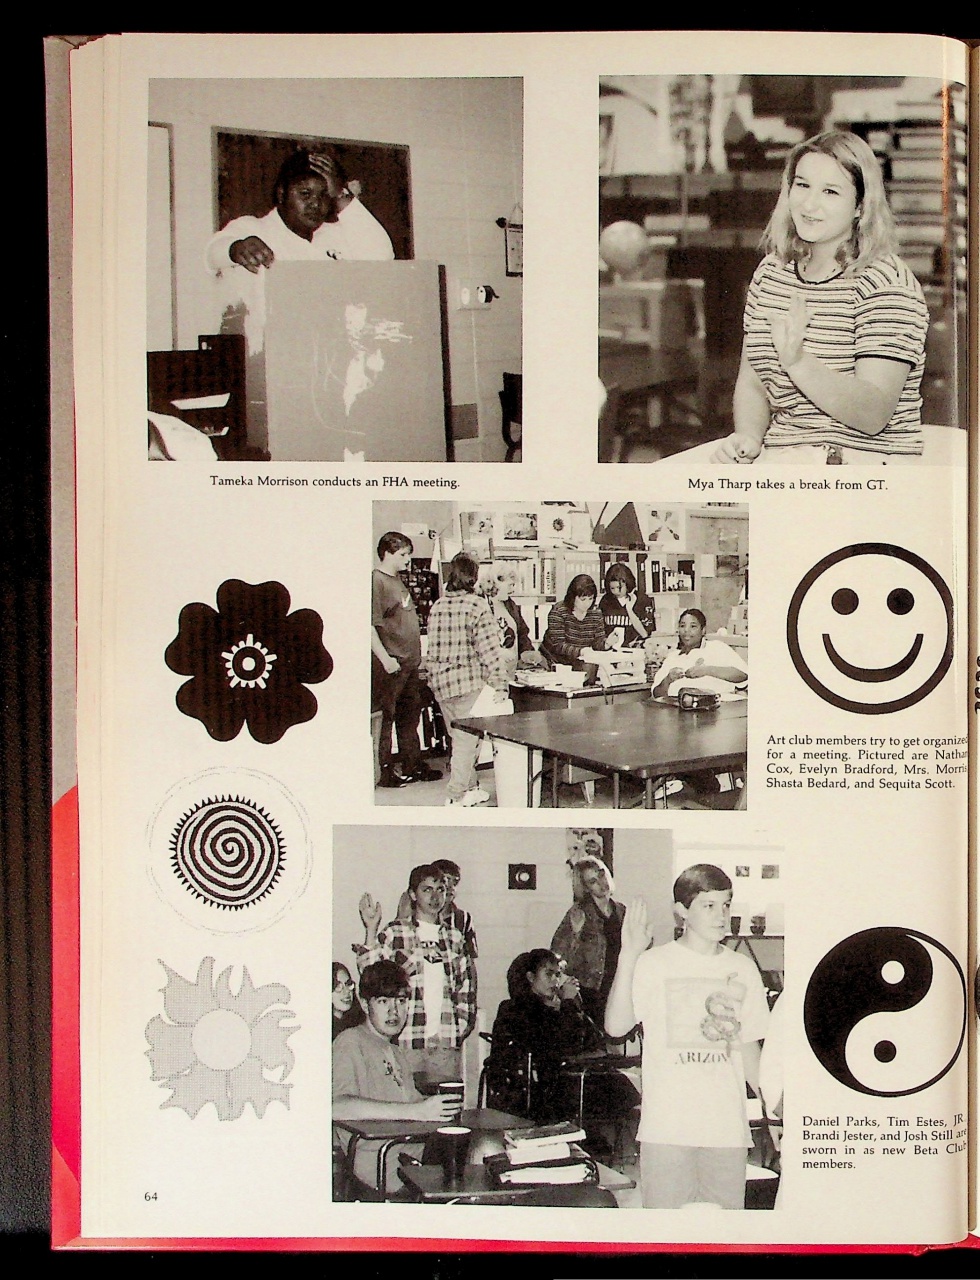 Tameka Morrison conducts an FHA meeting.
Mya Tharp takes a break from GT.
Art club members try to get organized
for a meeting. Pictured are Nathan
Cox, Evelyn Bradford, Mrs. Morris
Shasta Bedard, and Sequita Scott.
ARIZON
Daniel Parks, Tim Estes, JR
Brandi Jester, and Josh Still are
sworn in as new Beta Club
members.
64